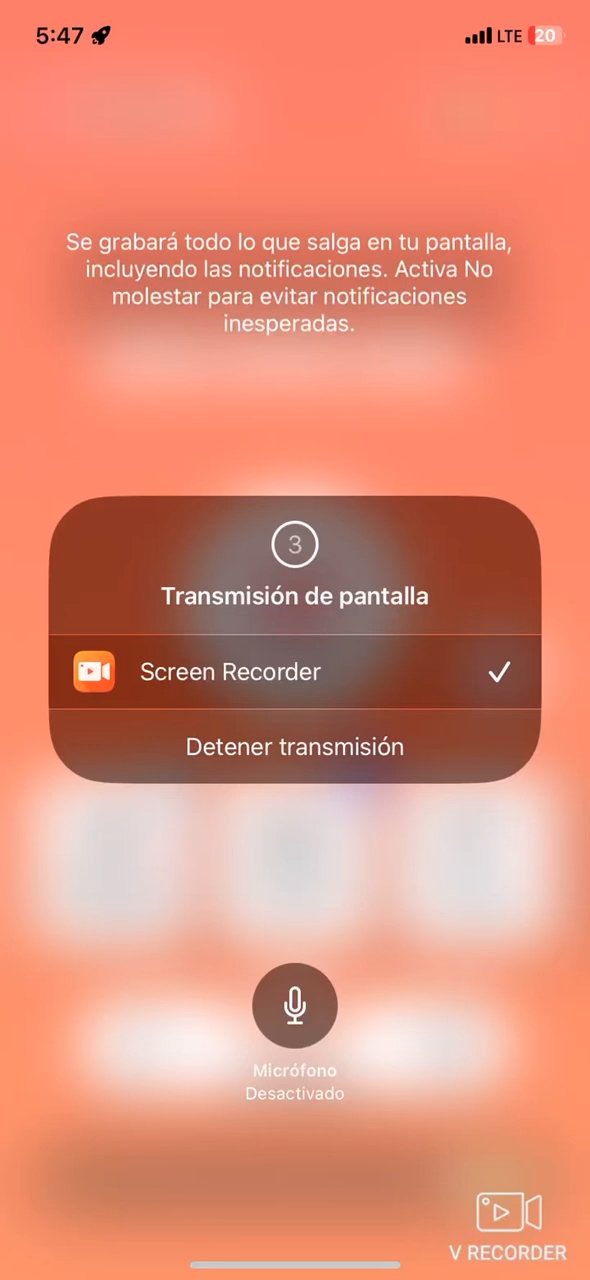 5:47 LTE 20
Se grabará todo lo que salga en tu pantalla,
incluyendo las notificaciones. Activa No
molestar para evitar notificaciones
inesperadas.
3
Transmisión de pantalla
Screen Recorder
Detener transmisión
Micrófono
Desactivado
V RECORDER